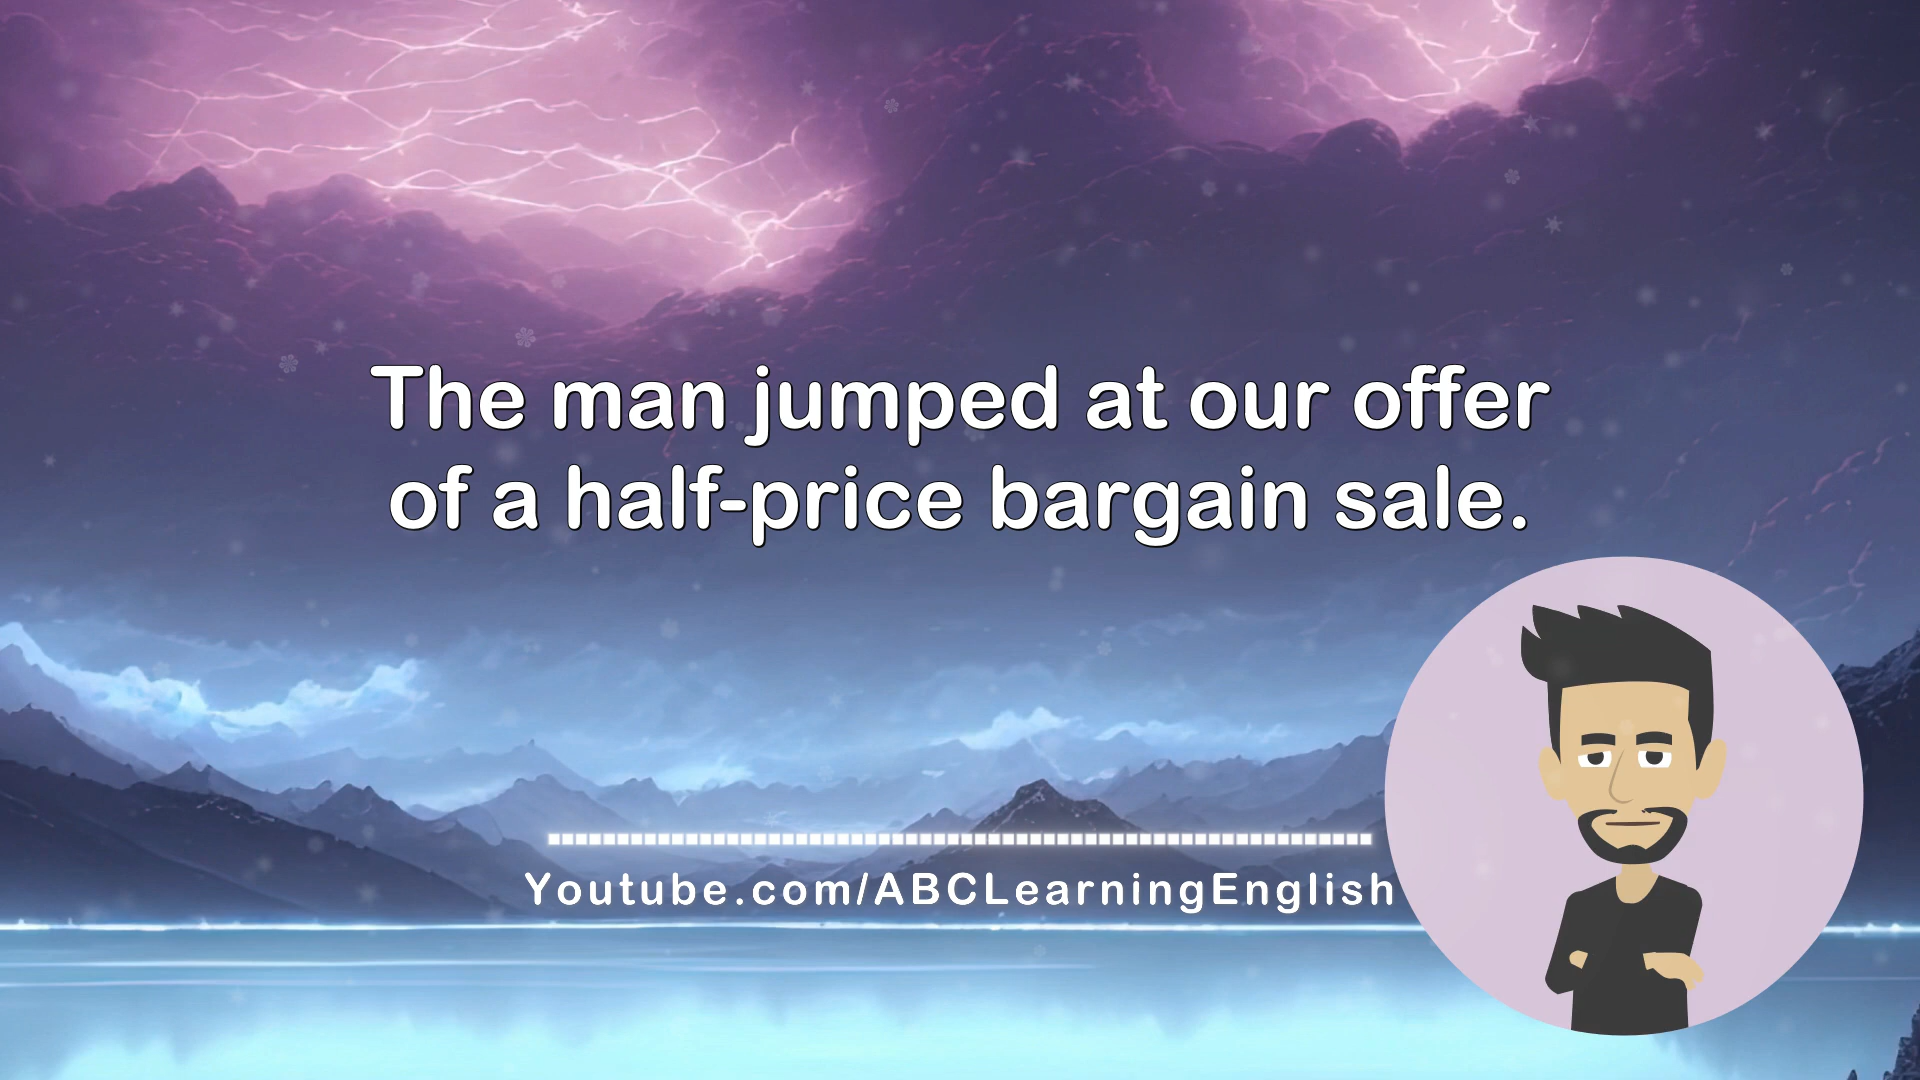 The man jumped at our offer
of a half-price bargain sale.
Youtube.com/ABCLearningEnglish